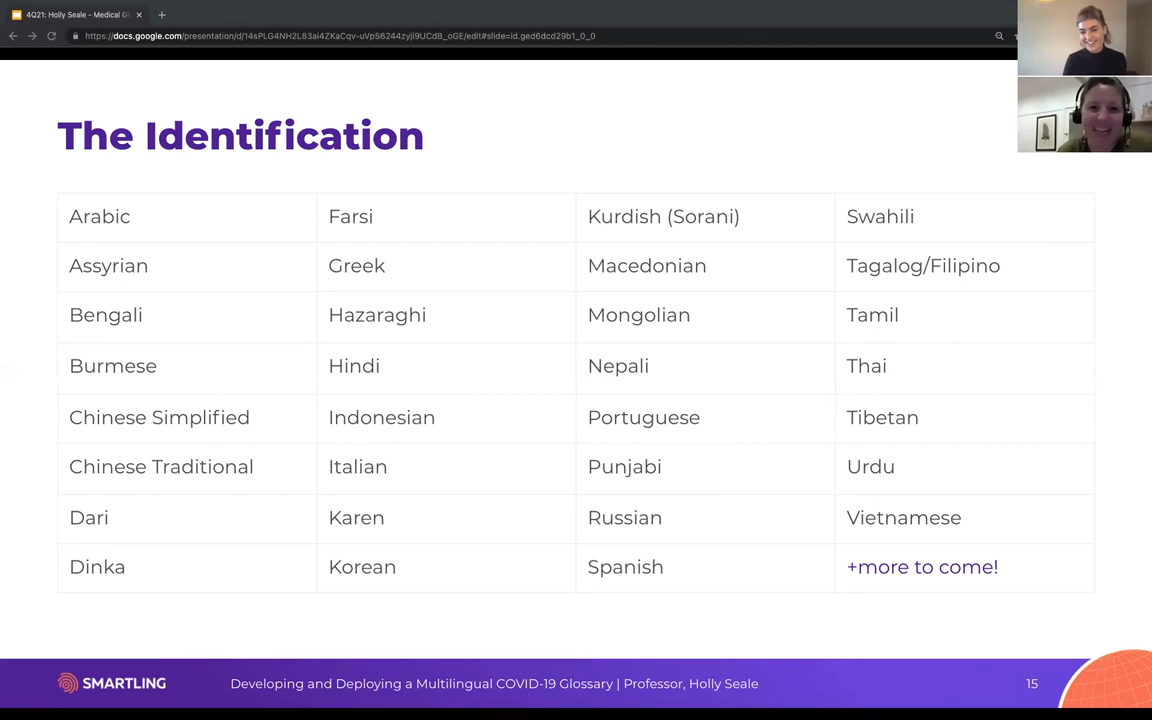 4Q21: Holly Seale - Medical Gl
https://docs.google.com/presentation/d/14sPLG4NH2L83ai4ZKaCqv-uVpS6244zyji9UCdB_oGE/edit#slide=id.ged6dcd29b1_0_0
The Identification
Arabic Farsi Kurdish (Sorani) Swahili
Assyrian Greek Macedonian Tagalog/Filipino
Bengali Hazaraghi Mongolian Tamil
Burmese Hindi Nepali Thai
Chinese Simplified Indonesian Portuguese Tibetan
Chinese Traditional Italian Punjabi Urdu
Dari Karen Russian Vietnamese
Dinka Korean Spanish +more to come!
SMARTLING Developing and Deploying a Multilingual COVID-19 Glossary | Professor, Holly Seale 15